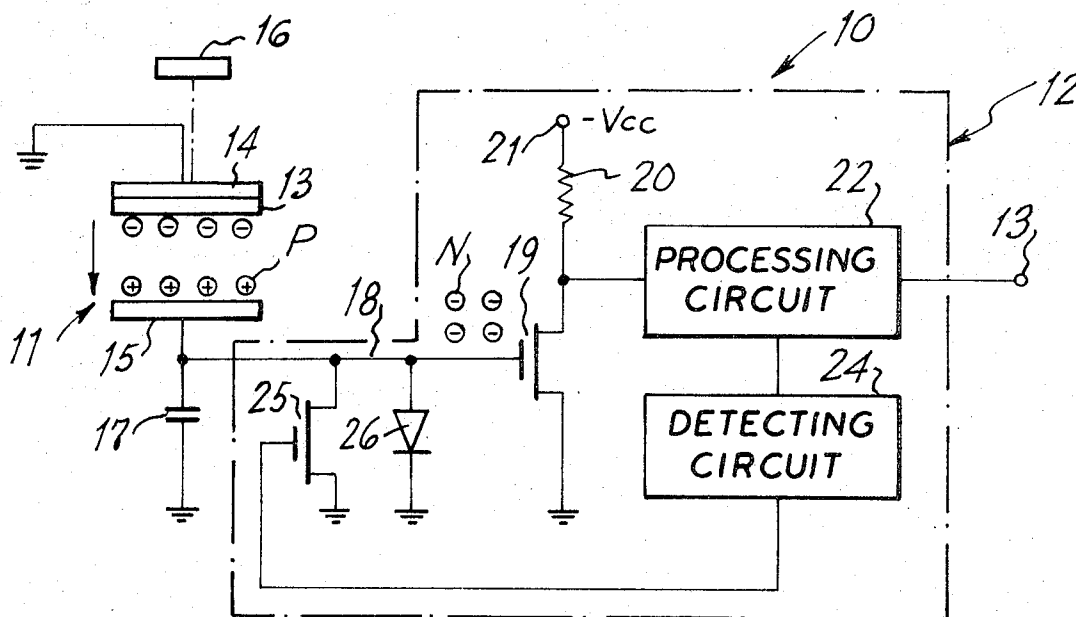 10
16
12
-Vcc
21
14
20
22
13
13
P
N
19
PROCESSING
CIRCUIT
18
11
15
24
25
17
26
DETECTING
CIRCUIT